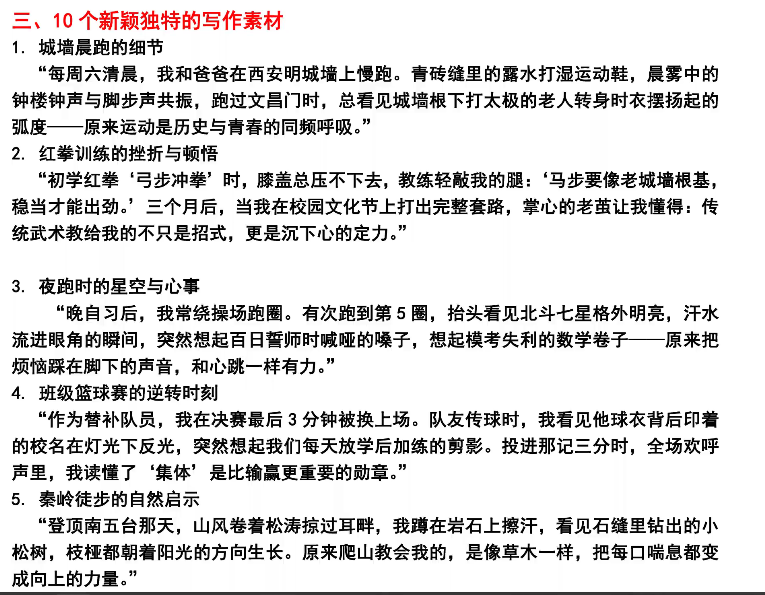 三、10 个新颖独特的写作素材
1. 城墙晨跑的细节
“每周六清晨，我和爸爸在西安明城墙上慢跑。青砖缝里的露水打湿运动鞋，晨雾中的
钟楼钟声与脚步声共振，跑过文昌门时，总看见城墙根下打太极的老人转身时衣摆扬起的
弧度——原来运动是历史与青春的同频呼吸。”
2. 红拳训练的挫折与顿悟
“初学红拳‘弓步冲拳’时，膝盖总压不下去，教练轻敲我的腿：‘马步要像老城墙根基，
稳当才能出劲。’三个月后，当我在校园文化节上打出完整套路，掌心的老茧让我懂得：传
统武术教给我的不只是招式，更是沉下心的定力。”
3. 夜跑时的星空与心事
“晚自习后，我常绕操场跑圈。有次跑到第 5 圈，抬头看见北斗七星格外明亮，汗水
流进眼角的瞬间，突然想起百日誓师时喊哑的嗓子，想起模考失利的数学卷子——原来把
烦恼踩在脚下的声音，和心跳一样有力。”
4. 班级篮球赛的逆转时刻
“作为替补队员，我在决赛最后 3 分钟被换上场。队友传球时，我看见他球衣背后印着
的校名在灯光下反光，突然想起我们每天放学后加练的剪影。投进那记三分时，全场欢呼
声里，我读懂了‘集体’是比输赢更重要的勋章。”
5. 秦岭徒步的自然启示
“登顶南五台那天，山风卷着松涛掠过耳畔，我蹲在岩石上擦汗，看见石缝里钻出的小
松树，枝桠都朝着阳光的方向生长。原来爬山教会我的，是像草木一样，把每口喘息都变
成向上的力量。”